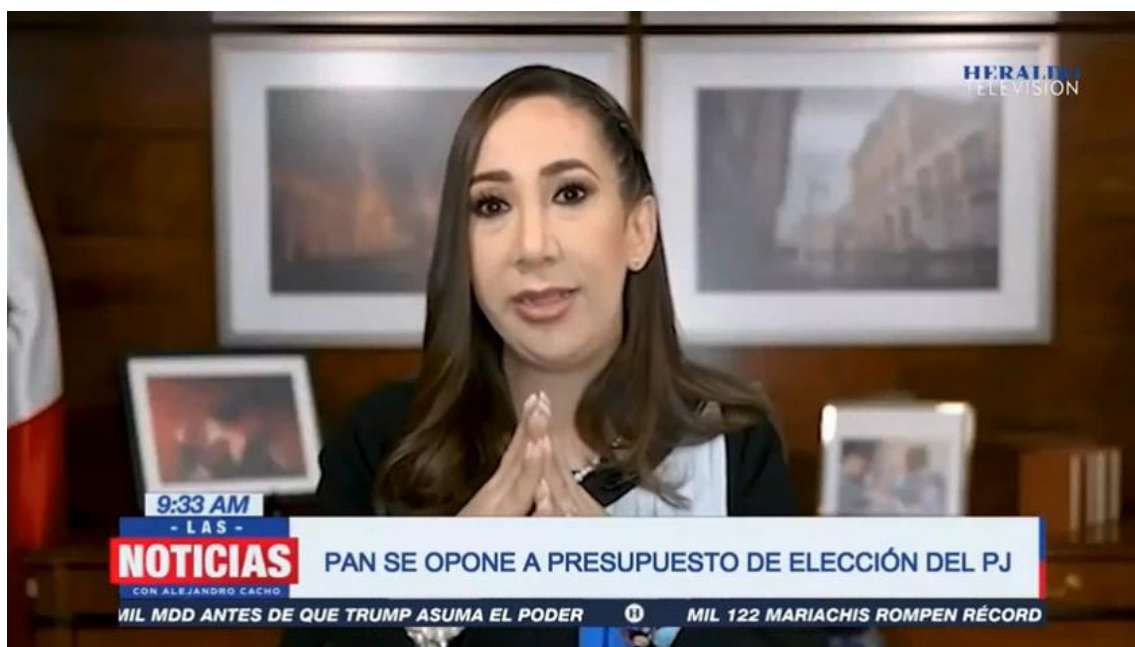 HERALDO
TELEVISION
9:33 AM
- LAS -
NOTICIAS
CON ALEJANDRO CACHO
PAN SE OPONE A PRESUPUESTO DE ELECCIÓN DEL PJ
MIL MDD ANTES DE QUE TRUMP ASUMA EL PODER H MIL 122 MARIACHIS ROMPEN RÉCORD